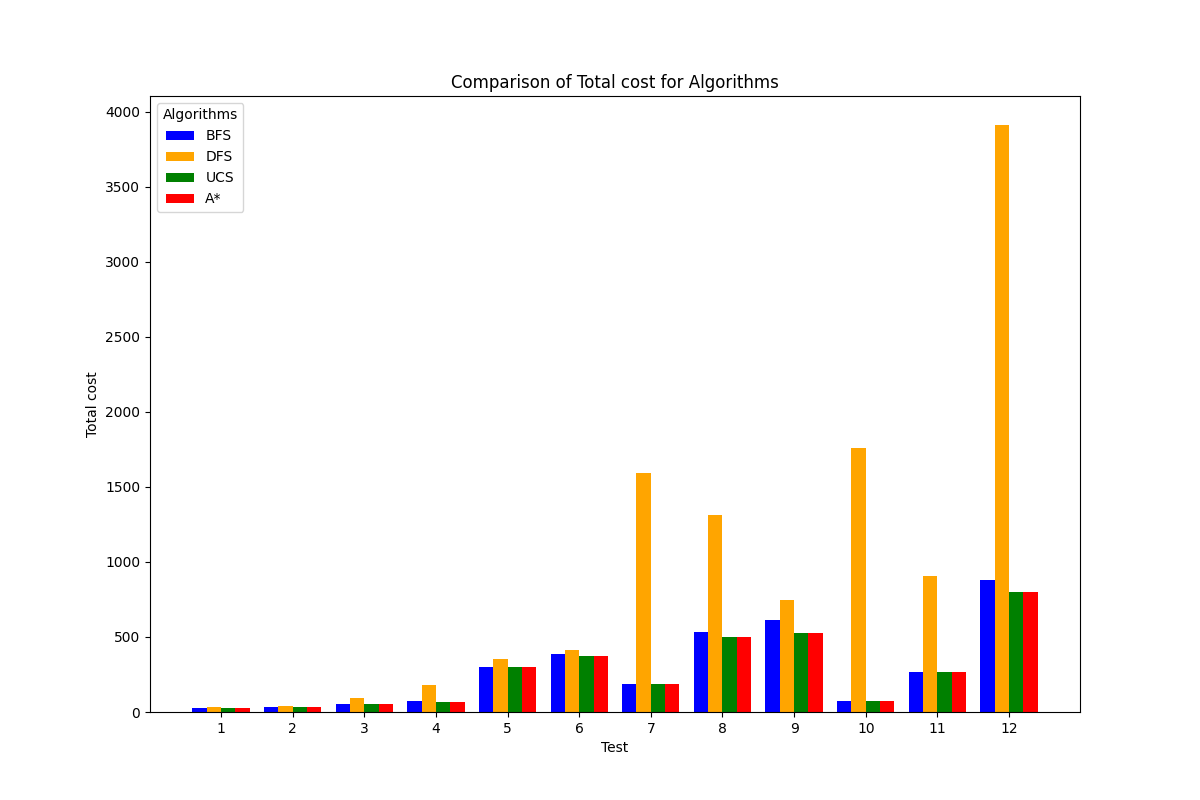 Comparison of Total cost for Algorithms
Algorithms
BFS
DFS
UCS
A*
4000
3500
3000
2500
2000
1500
1000
500
0
Total cost
1 2 3 4 5 6 7 8 9 10 11 12
Test